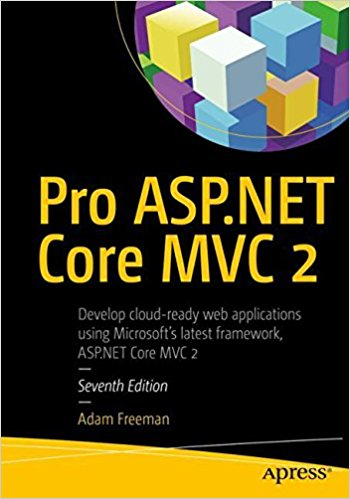 Pro ASP.NET
Core MVC 2
Develop cloud-ready web applications
using Microsoft's latest framework,
ASP.NET Core MVC 2
—
Seventh Edition
—
Adam Freeman
Apress®